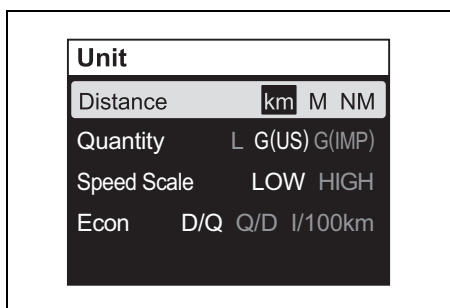 Unit
Distance km M NM
Quantity L G(US) G(IMP)
Speed Scale LOW HIGH
Econ D/Q Q/D l/100km